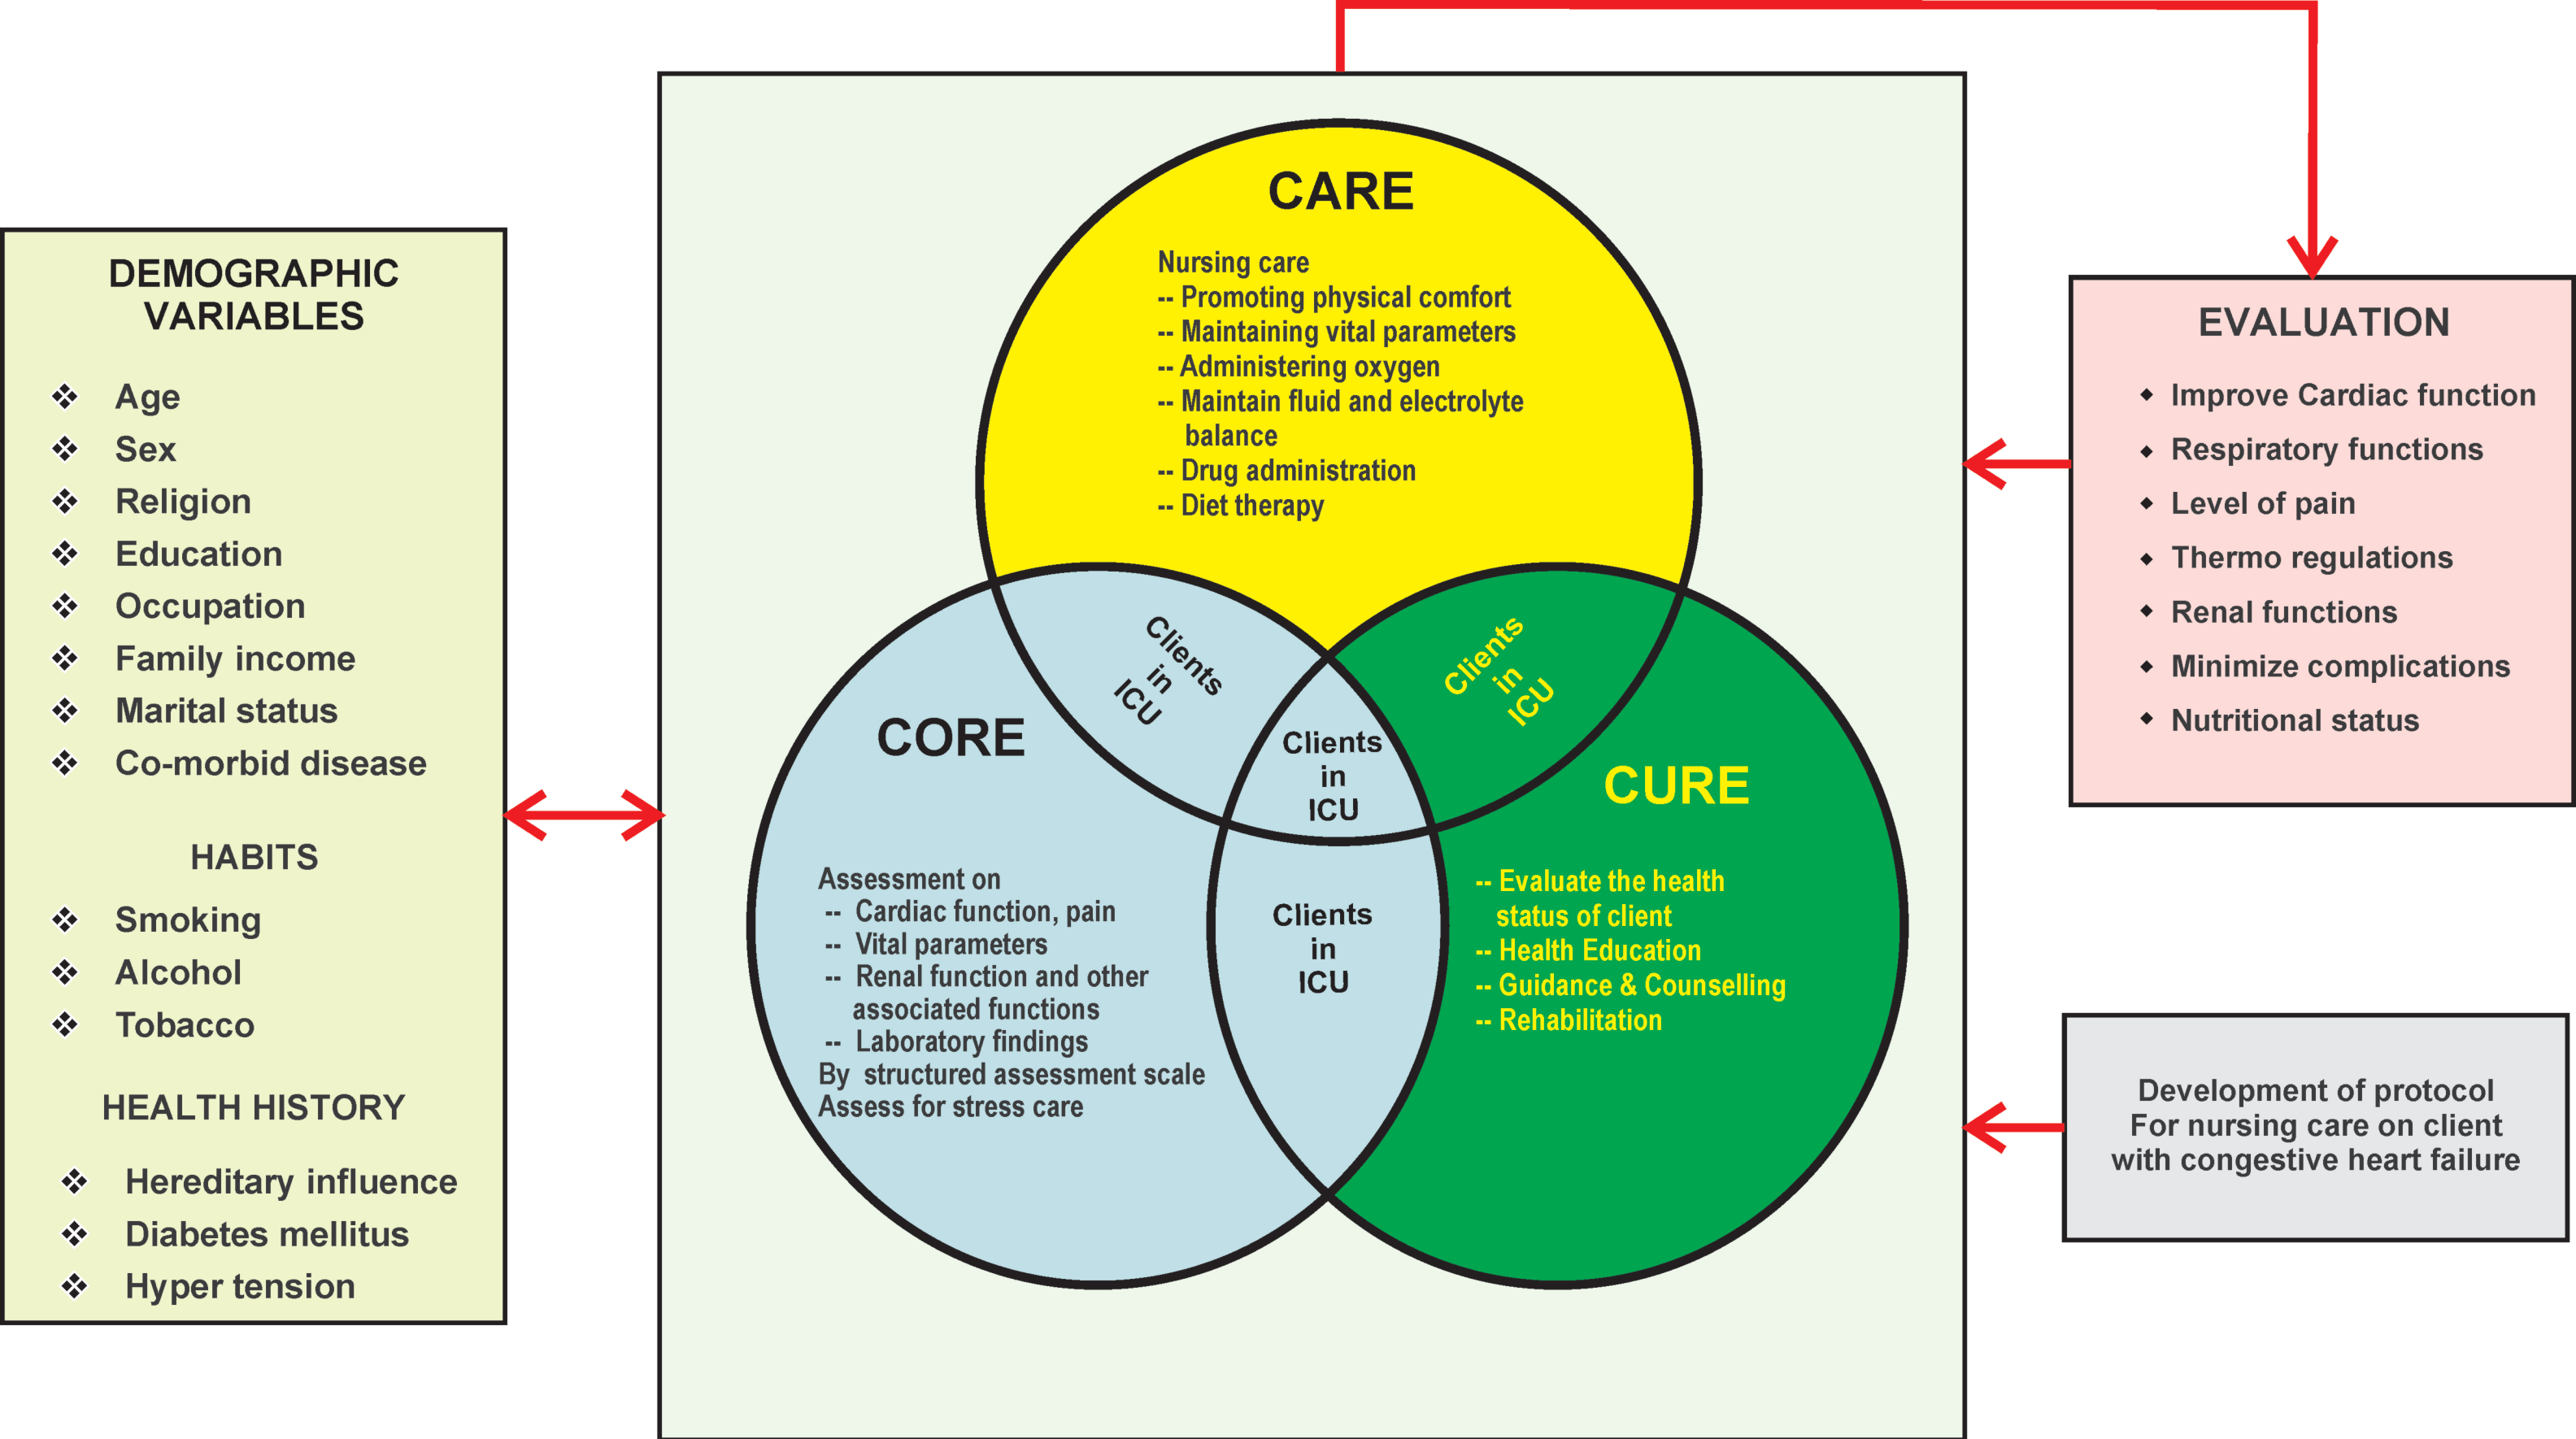 DEMOGRAPHIC
VARIABLES
❖ Age
❖ Sex
❖ Religion
❖ Education
❖ Occupation
❖ Family income
❖ Marital status
❖ Co-morbid disease
HABITS
❖ Smoking
❖ Alcohol
❖ Tobacco
HEALTH HISTORY
❖ Hereditary influence
❖ Diabetes mellitus
❖ Hyper tension
CARE
Nursing care
-- Promoting physical comfort
-- Maintaining vital parameters
-- Administering oxygen
-- Maintain fluid and electrolyte
balance
-- Drug administration
-- Diet therapy
Clients
in
ICU
Clients
in
ICU
Clients
in
ICU
CORE
Assessment on
-- Cardiac function, pain
-- Vital parameters
-- Renal function and other
associated functions
-- Laboratory findings
By structured assessment scale
Assess for stress care
Clients
in
ICU
CURE
-- Evaluate the health
status of client
-- Health Education
-- Guidance & Counselling
-- Rehabilitation
EVALUATION
◆ Improve Cardiac function
◆ Respiratory functions
◆ Level of pain
◆ Thermo regulations
◆ Renal functions
◆ Minimize complications
◆ Nutritional status
Development of protocol
For nursing care on client
with congestive heart failure